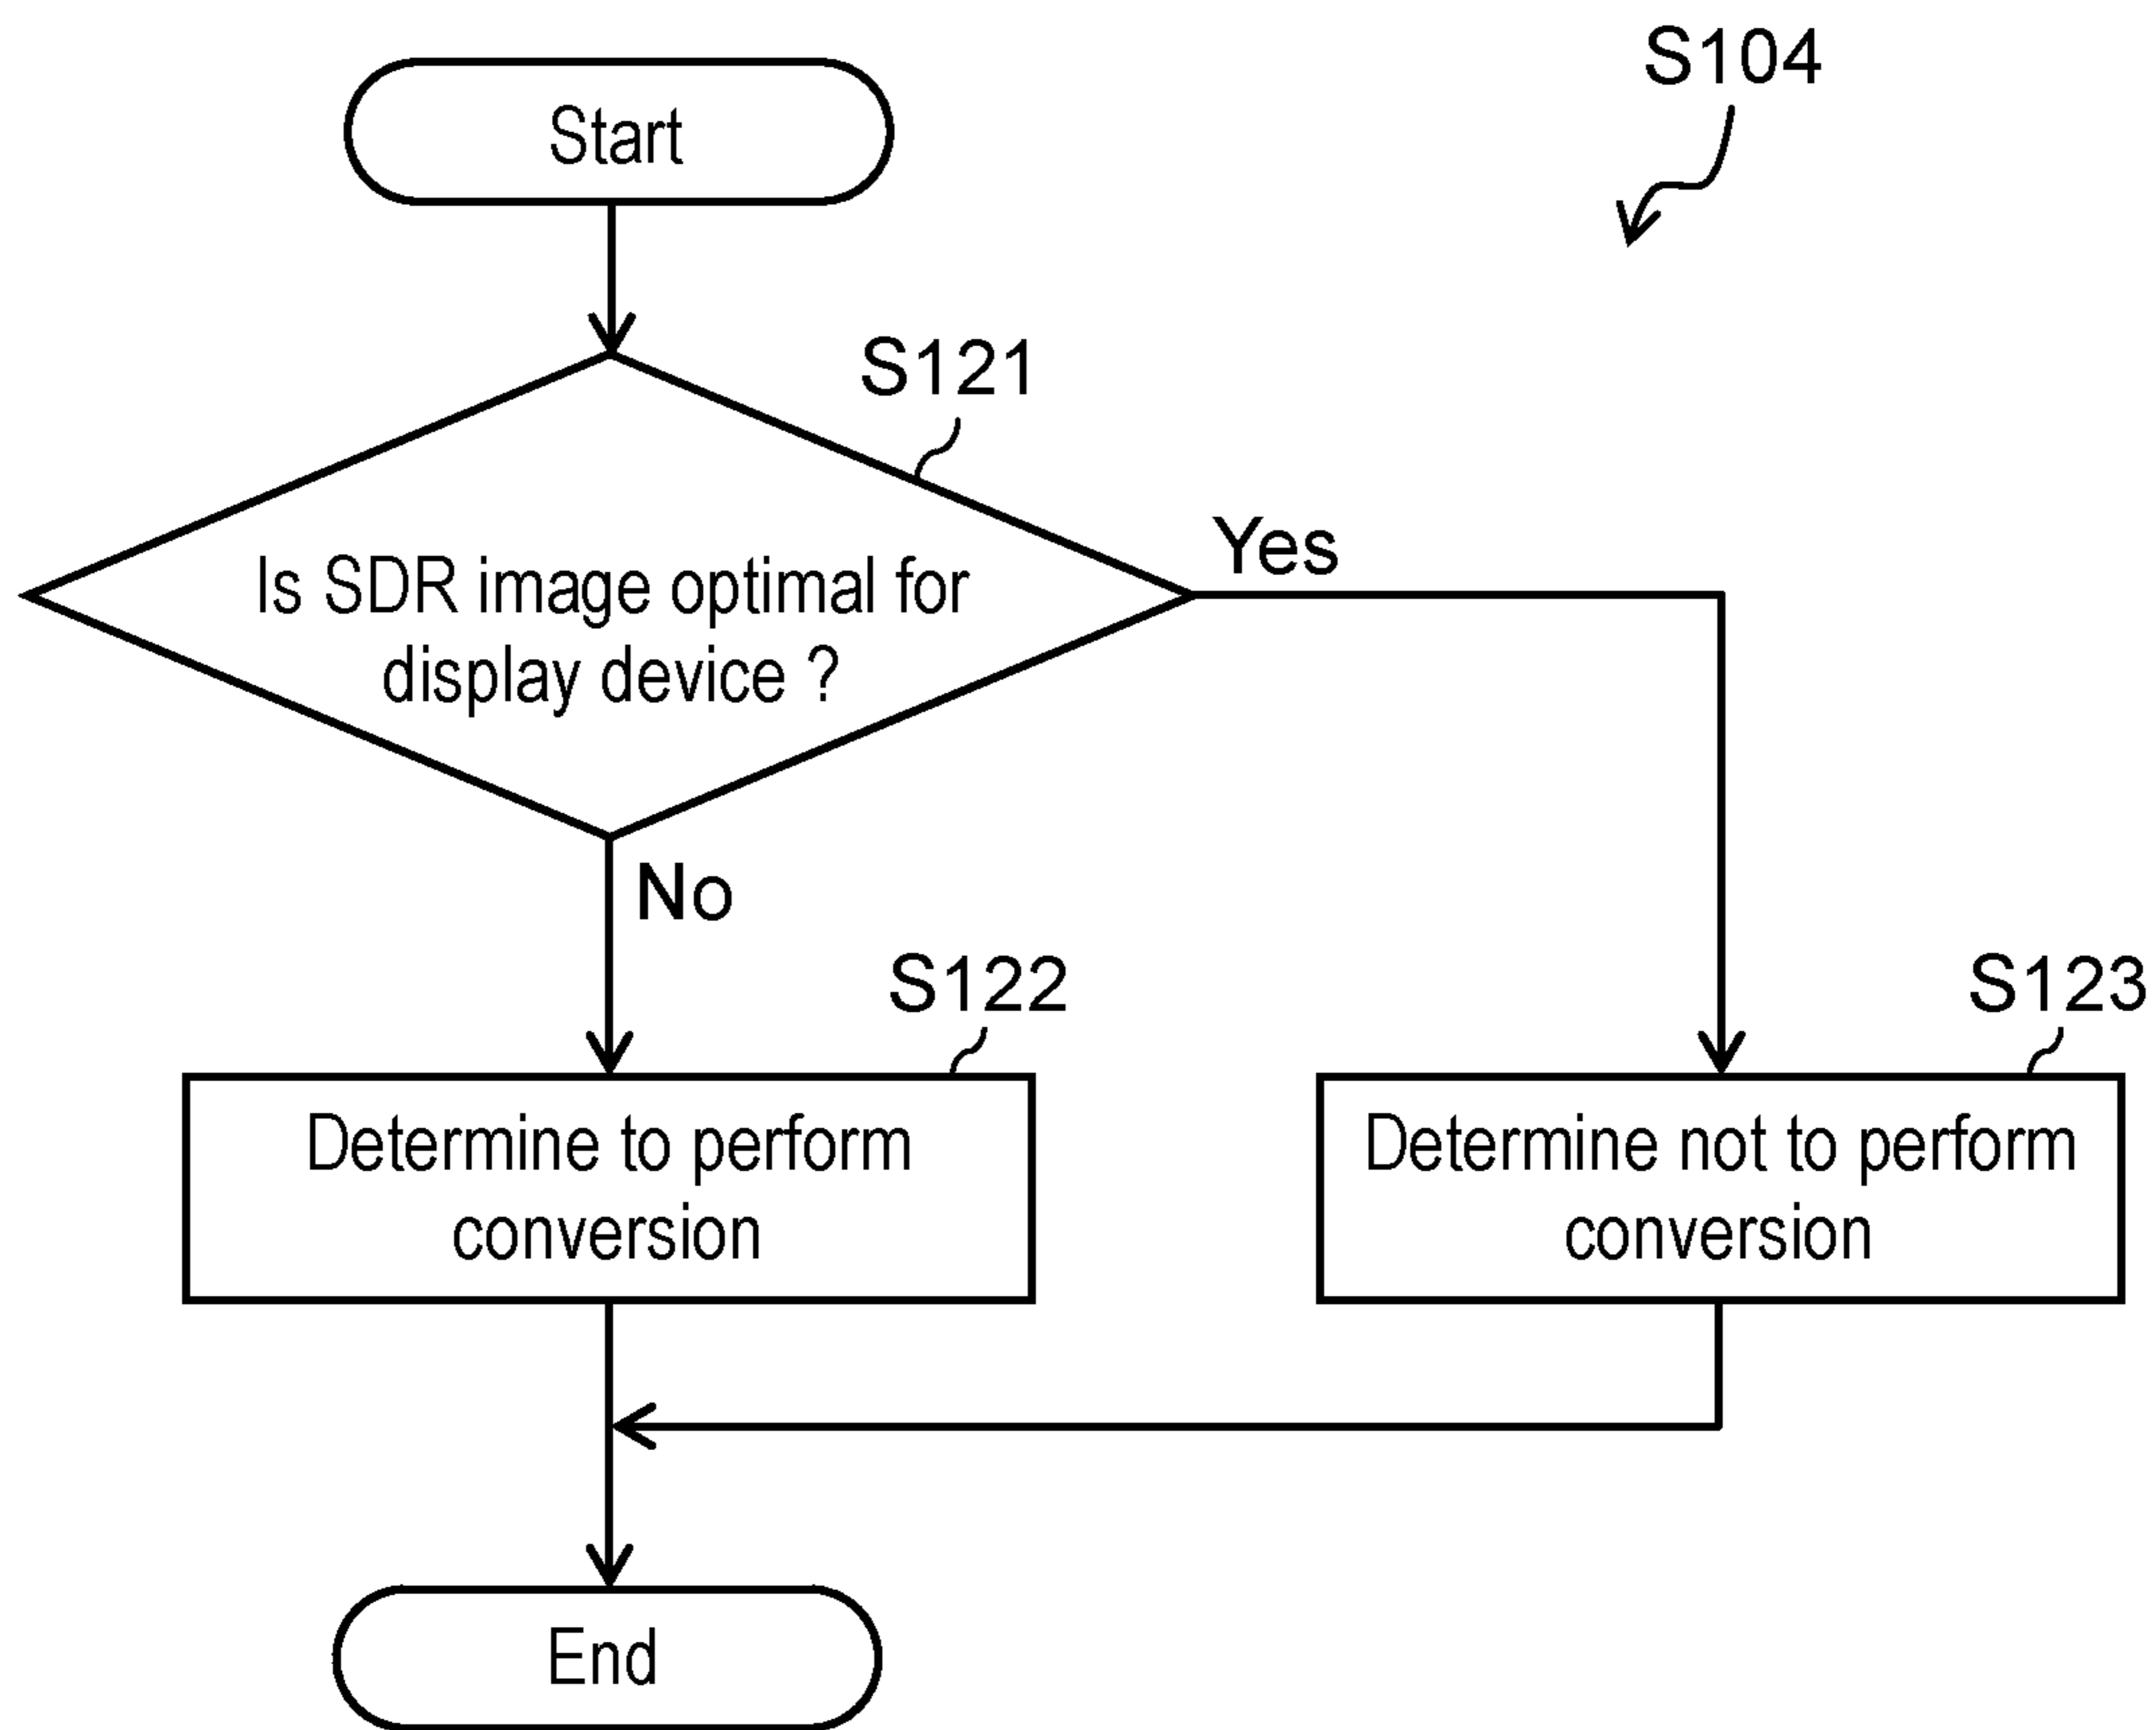 S104
Start
S121
Is SDR image optimal for
display device ?
Yes
No
S122
Determine to perform
conversion
S123
Determine not to perform
conversion
End